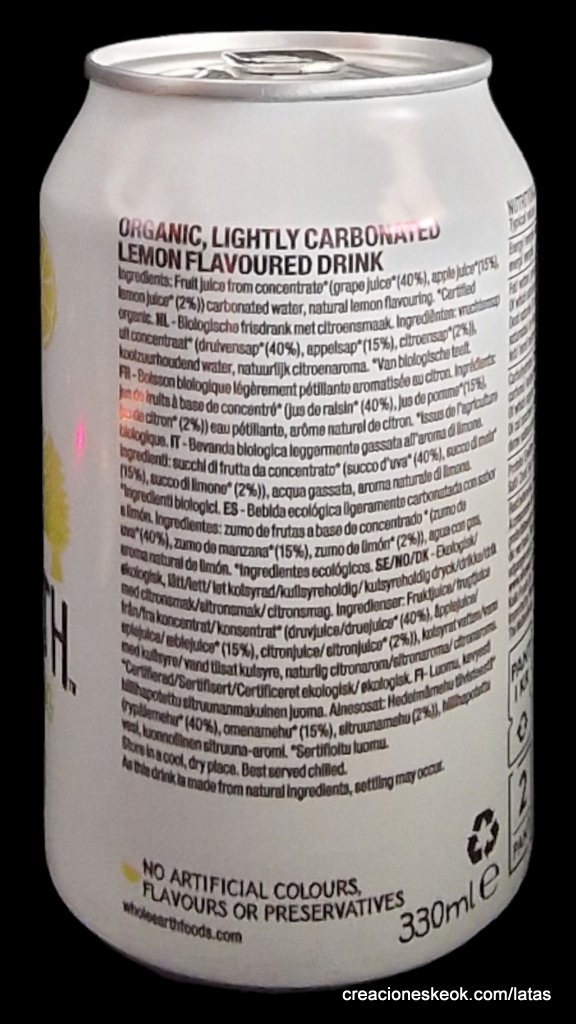 ORGANIC, LIGHTLY CARBONATED
LEMON FLAVOURED DRINK
Ingredients: Fruit juice from concentrate* (grape juice*(40%), apple juice*(15%),
lemon juice* (2%)) carbonated water, natural lemon flavouring. *Certified
organic. NL - Biologische frisdrank met citroensmaak. Ingrediënten: vruchtensap
uit concentraat* (druivensap*(40%), appelsap*(15%), citroensap*(2%)),
koolzuurhoudend water, natuurlijk citroenaroma. *Van biologische teelt.
FR - Boisson biologique légèrement pétillante aromatisée au citron. Ingrédients:
jus de fruits à base de concentré* (jus de raisin* (40%), jus de pomme*(15%),
jus de citron* (2%)) eau pétillante, arôme naturel de citron. *Issus de l'agriculture
biologique. IT - Bevanda biologica leggermente gassata all'aroma di limone.
Ingredienti: succhi di frutta da concentrato* (succo d'uva* (40%), succo di mela*
(15%), succo di limone* (2%)), acqua gassata, aroma naturale di limone.
*Ingredienti biologici. ES - Bebida ecológica ligeramente carbonatada con sabor
a limón. Ingredientes: zumo de frutas a base de concentrado* (zumo de
uva*(40%), zumo de manzana*(15%), zumo de limón* (2%)), agua con gas,
aroma natural de limón. *Ingredientes ecológicos. SE/NO/DK - Ekologisk/
økologisk, lätt/lett/let kolsyrad/kullsyreholdig/kulsyreholdig dryck/drikke/drik
med citronsmak/sitronsmak/citronsmag. Ingredienser: Fruktjuice/frugtjuice
från/fra koncentrat/konsentrat* (druvjuice/druejuice* (40%), äppeljuice/
eplejuice/æblejuice* (15%), citronjuice/sitronjuice* (2%)), kolsyrat vatten/vann
med kullsyre/vand tilsat kulsyre, naturlig citronarom/sitronaroma/citronaroma.
*Certifierad/Sertifisert/Certificeret ekologisk/økologisk. FI- Luomu, kevyesti
hiilihapotettu sitruunanmakuinen juoma. Ainesosat: Hedelmämehu tiivisteestä*
(rypälemehu* (40%), omenamehu* (15%), sitruunamehu (2%)), hiilihapotettu
vesi, luonnollinen sitruuna-aromi. *Sertifioitu luomu.
Store in a cool, dry place. Best served chilled.
As this drink is made from natural ingredients, settling may occur.
NO ARTIFICIAL COLOURS,
FLAVOURS OR PRESERVATIVES
wholeearthfoods.com
330ml e
TH
PANT
1 KR
2
creacioneskeok.com/latas